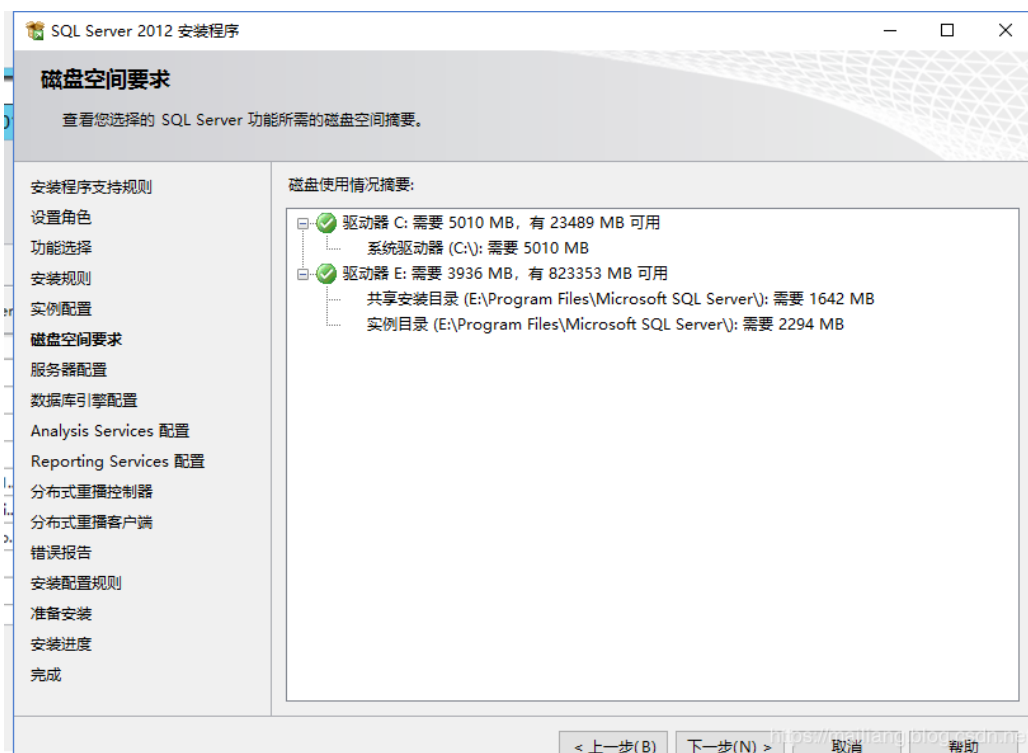 SQL Server 2012 安装程序
磁盘空间要求
查看您选择的 SQL Server 功能所需的磁盘空间摘要。
安装程序支持规则
设置角色
功能选择
安装规则
实例配置
磁盘空间要求
服务器配置
数据库引擎配置
Analysis Services 配置
Reporting Services 配置
分布式重播控制器
分布式重播客户端
错误报告
安装配置规则
准备安装
安装进度
完成
磁盘使用情况摘要:
驱动器 C: 需要 5010 MB，有 23489 MB 可用
系统驱动器 (C:\): 需要 5010 MB
驱动器 E: 需要 3936 MB，有 823353 MB 可用
共享安装目录 (E:\Program Files\Microsoft SQL Server\): 需要 1642 MB
实例目录 (E:\Program Files\Microsoft SQL Server\): 需要 2294 MB
< 上一步(B)
下一步(N) >
取消
帮助